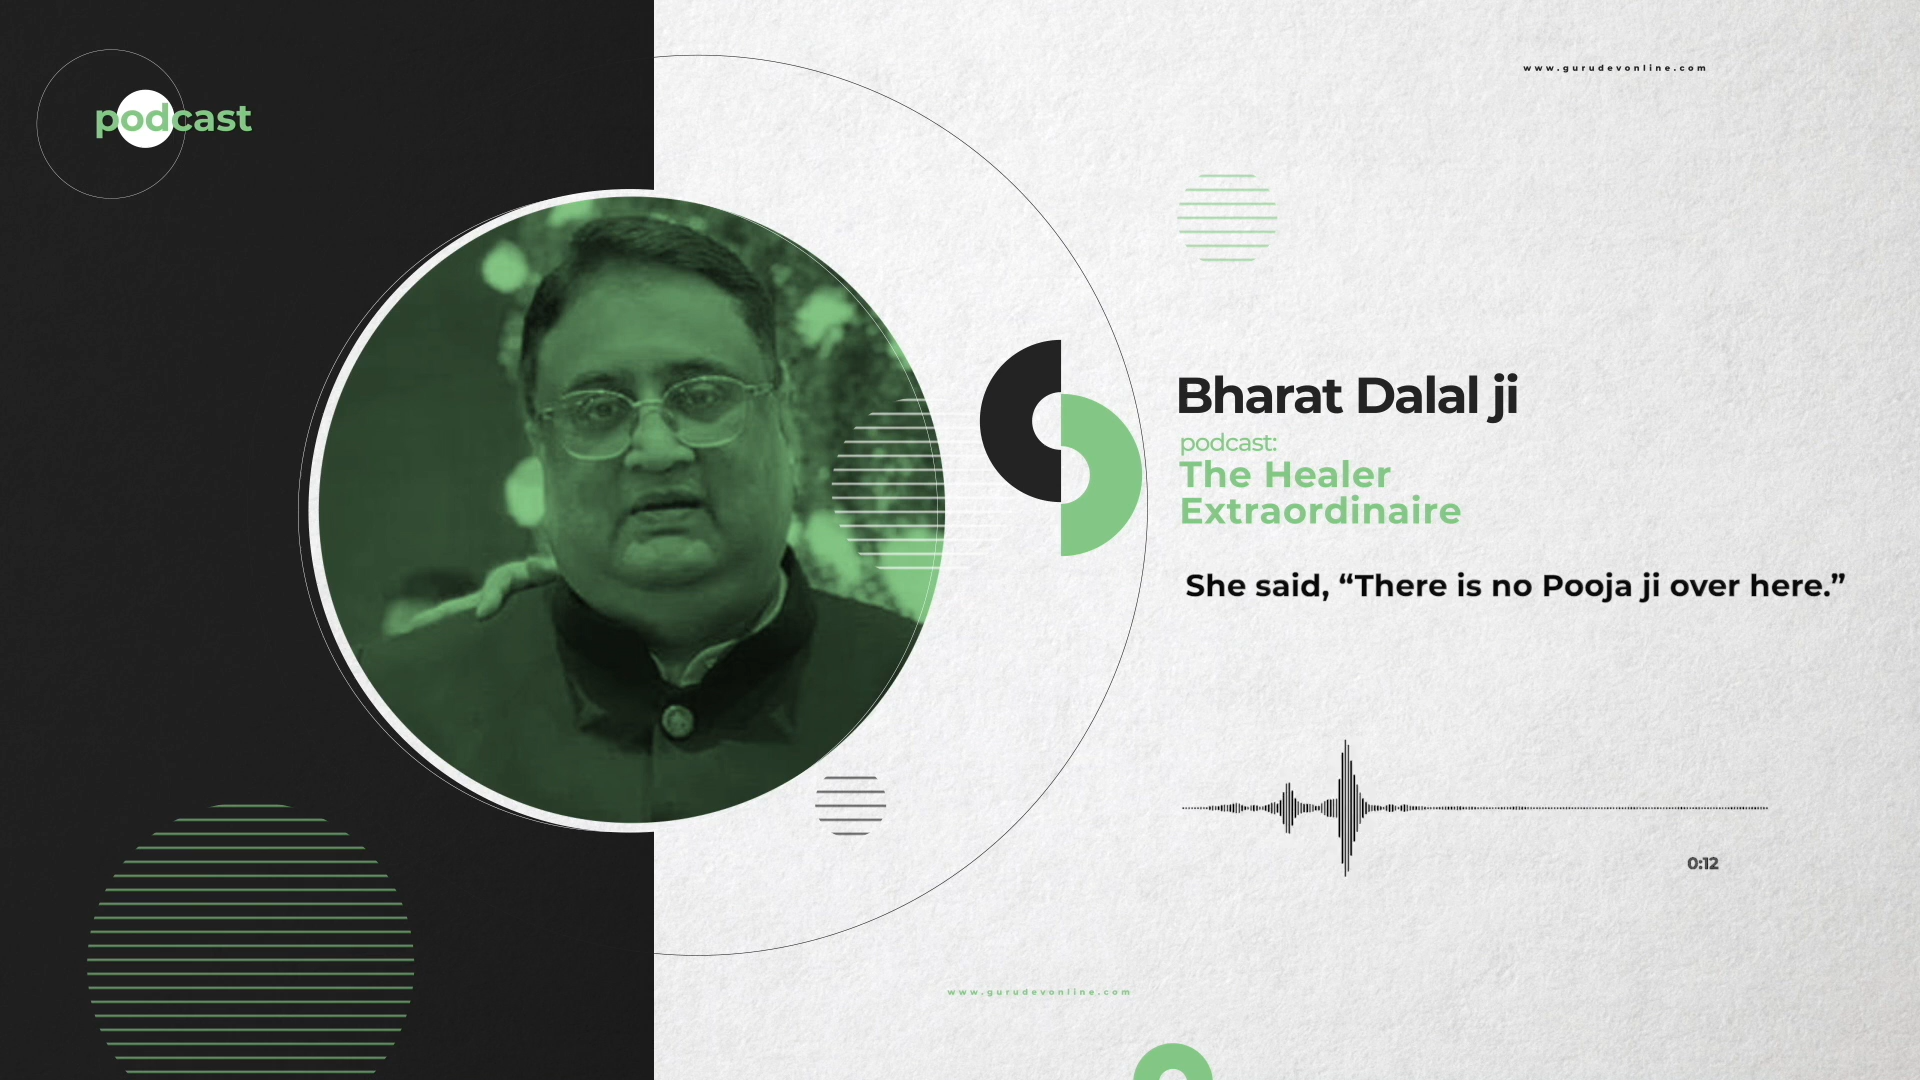 podcast
www.gurudevonline.com
Bharat Dalal ji
podcast:
The Healer
Extraordinaire
She said, “There is no Pooja ji over here.”
0:12
www.gurudevonline.com